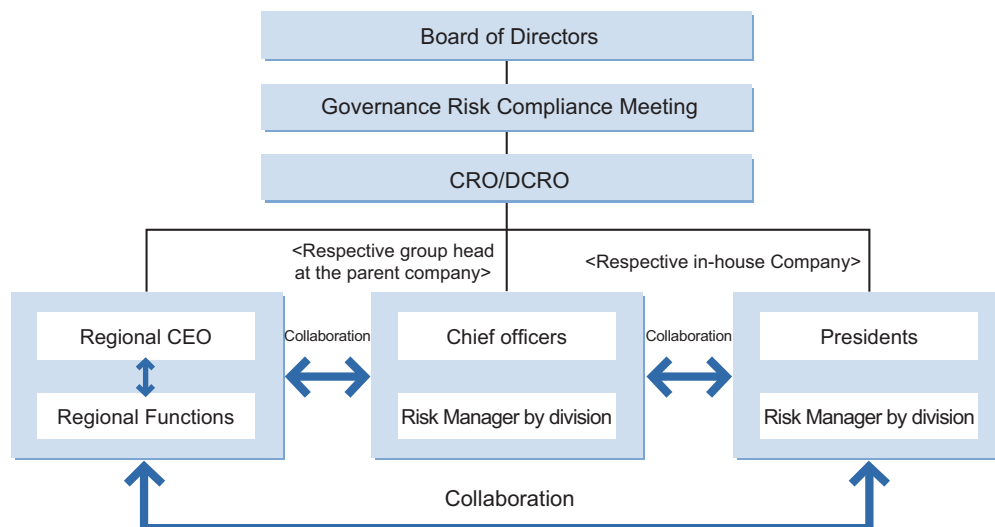 Board of Directors
Governance Risk Compliance Meeting
CRO/DCRO
<Respective group head
at the parent company>
<Respective in-house Company>
Regional CEO
Collaboration
Chief officers
Collaboration
Presidents
Regional Functions
Risk Manager by division
Risk Manager by division
Collaboration